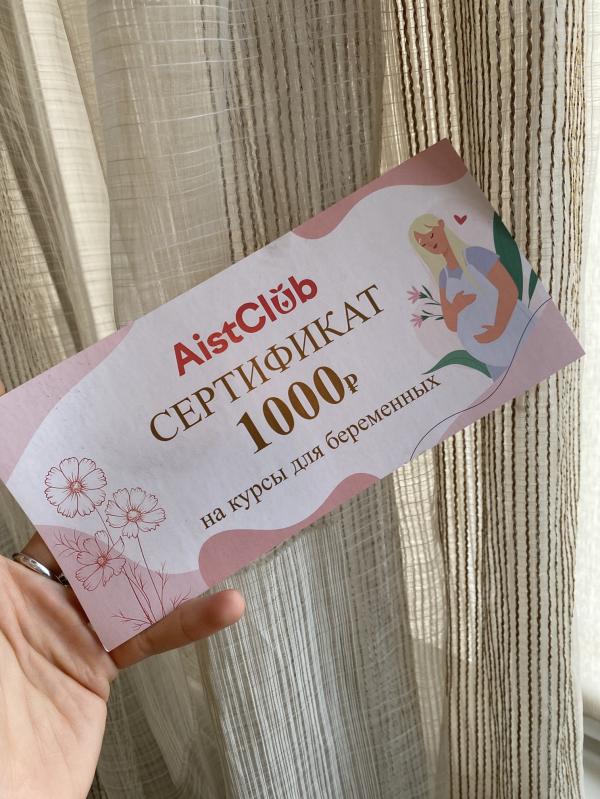 AistClub
СЕРТИФИКАТ
1000₽
на курсы для беременных